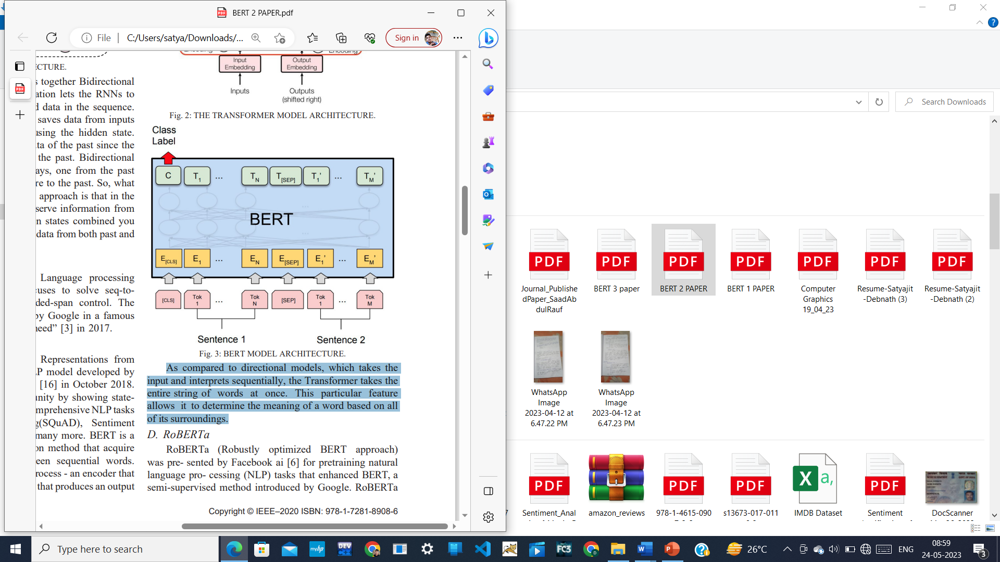 BERT 2 PAPER.pdf
File
C:/Users/satya/Downloads/...
Sign in
ECTURE.
s together Bidirectional
ation lets the RNNs to
d data in the sequence.
saves data from inputs
using the hidden state.
ta of the past since the
the past. Bidirectional
ays, one from the past
re to the past. So, what
approach is that in the
serve information from
n states combined you
data from both past and
Language processing
cuses to solve seq-to-
ded-span control. The
by Google in a famous
need” [3] in 2017.
Representations from
LP model developed by
[16] in October 2018.
nity by showing state-
mprehensive NLP tasks
g(SQuAD), Sentiment
many more. BERT is a
on method that acquire
een sequential words.
rocess - an encoder that
that produces an output
Input
Embedding
Output
Embedding
Inputs
Outputs
(shifted right)
Fig. 2: THE TRANSFORMER MODEL ARCHITECTURE.
Class
Label
C T1 ... TN T[SEP] T1’ ... TM’
BERT
E[CLS] E1 ... EN E[SEP] E1’ ... EM’
[CLS] Tok 1 ... Tok N [SEP] Tok 1 ... Tok M
Sentence 1 Sentence 2
Fig. 3: BERT MODEL ARCHITECTURE.
As compared to directional models, which takes the
input and interprets sequentially, the Transformer takes the
entire string of words at once. This particular feature
allows it to determine the meaning of a word based on all
of its surroundings.
D. RoBERTa
RoBERTa (Robustly optimized BERT approach)
was pre- sented by Facebook ai [6] for pretraining natural
language pro- cessing (NLP) tasks that enhanced BERT, a
semi-supervised method introduced by Google. RoBERTa
Copyright © IEEE–2020 ISBN: 978-1-7281-8908-6
Search Downloads
Journal_Publishe
dPaper_SaadAb
dulRauf
BERT 3 paper
BERT 2 PAPER
BERT 1 PAPER
Computer
Graphics
19_04_23
Resume-Satyajit
-Debnath (3)
Resume-Satyajit
-Debnath (2)
WhatsApp
Image
2023-04-12 at
6.47.22 PM
WhatsApp
Image
2023-04-12 at
6.47.23 PM
Sentiment_Anal
amazon_reviews
978-1-4615-090
s13673-017-011
IMDB Dataset
Sentiment
DocScanner
Type here to search
26°C
ENG
08:59
24-05-2023
3